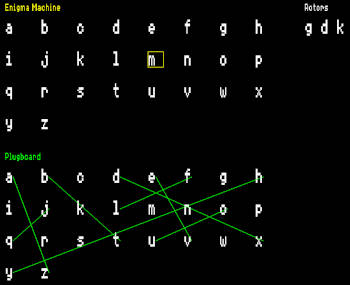 Enigma Machine Rotors
a b c d e f g h g d k
i j k l m n o p
q r s t u v w x
y z
Plugboard
a b c d e f g h
i j k l m n o p
q r s t u v w x
y z